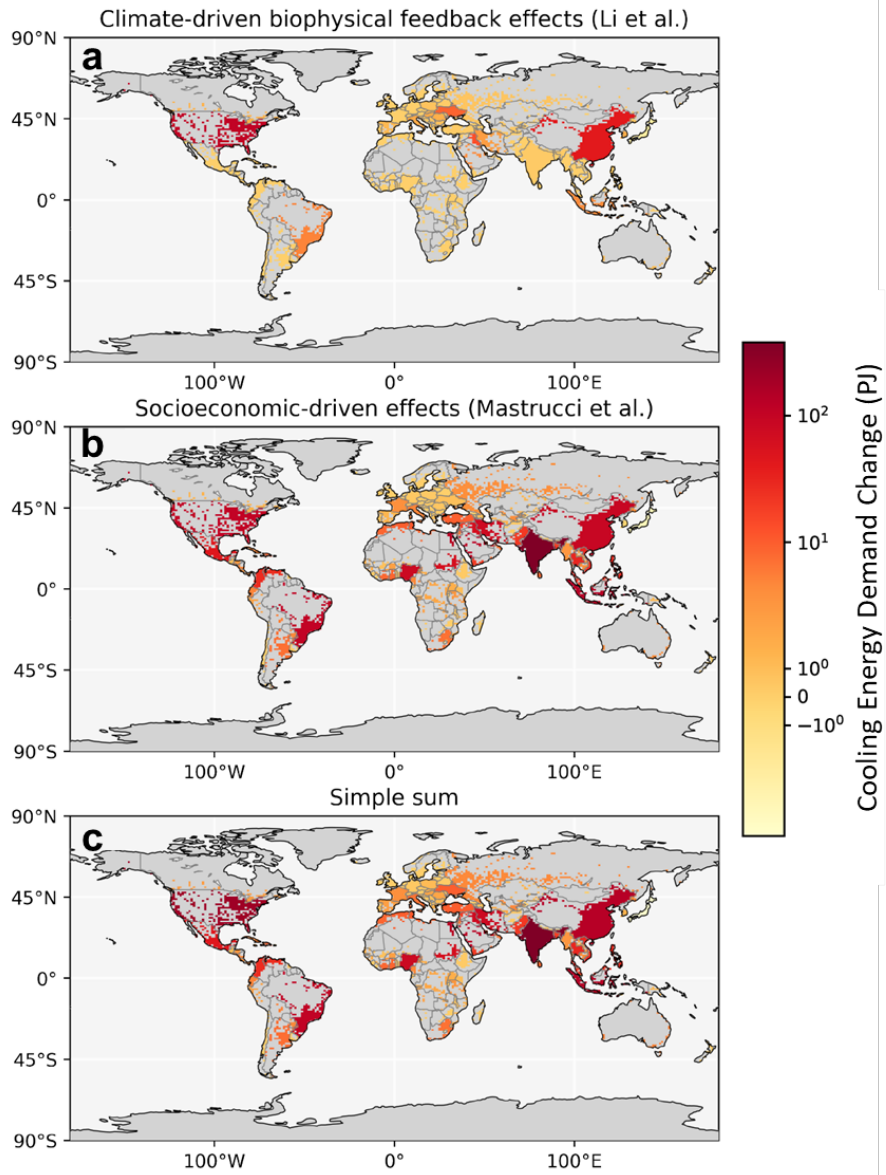 Climate-driven biophysical feedback effects (Li et al.)
a
90°N
45°N
0°
45°S
90°S
100°W 0° 100°E
Socioeconomic-driven effects (Mastrucci et al.)
b
90°N
45°N
0°
45°S
90°S
100°W 0° 100°E
Simple sum
c
90°N
45°N
0°
45°S
90°S
100°W 0° 100°E
10²
10¹
10⁰
0
−10⁰
Cooling Energy Demand Change (PJ)